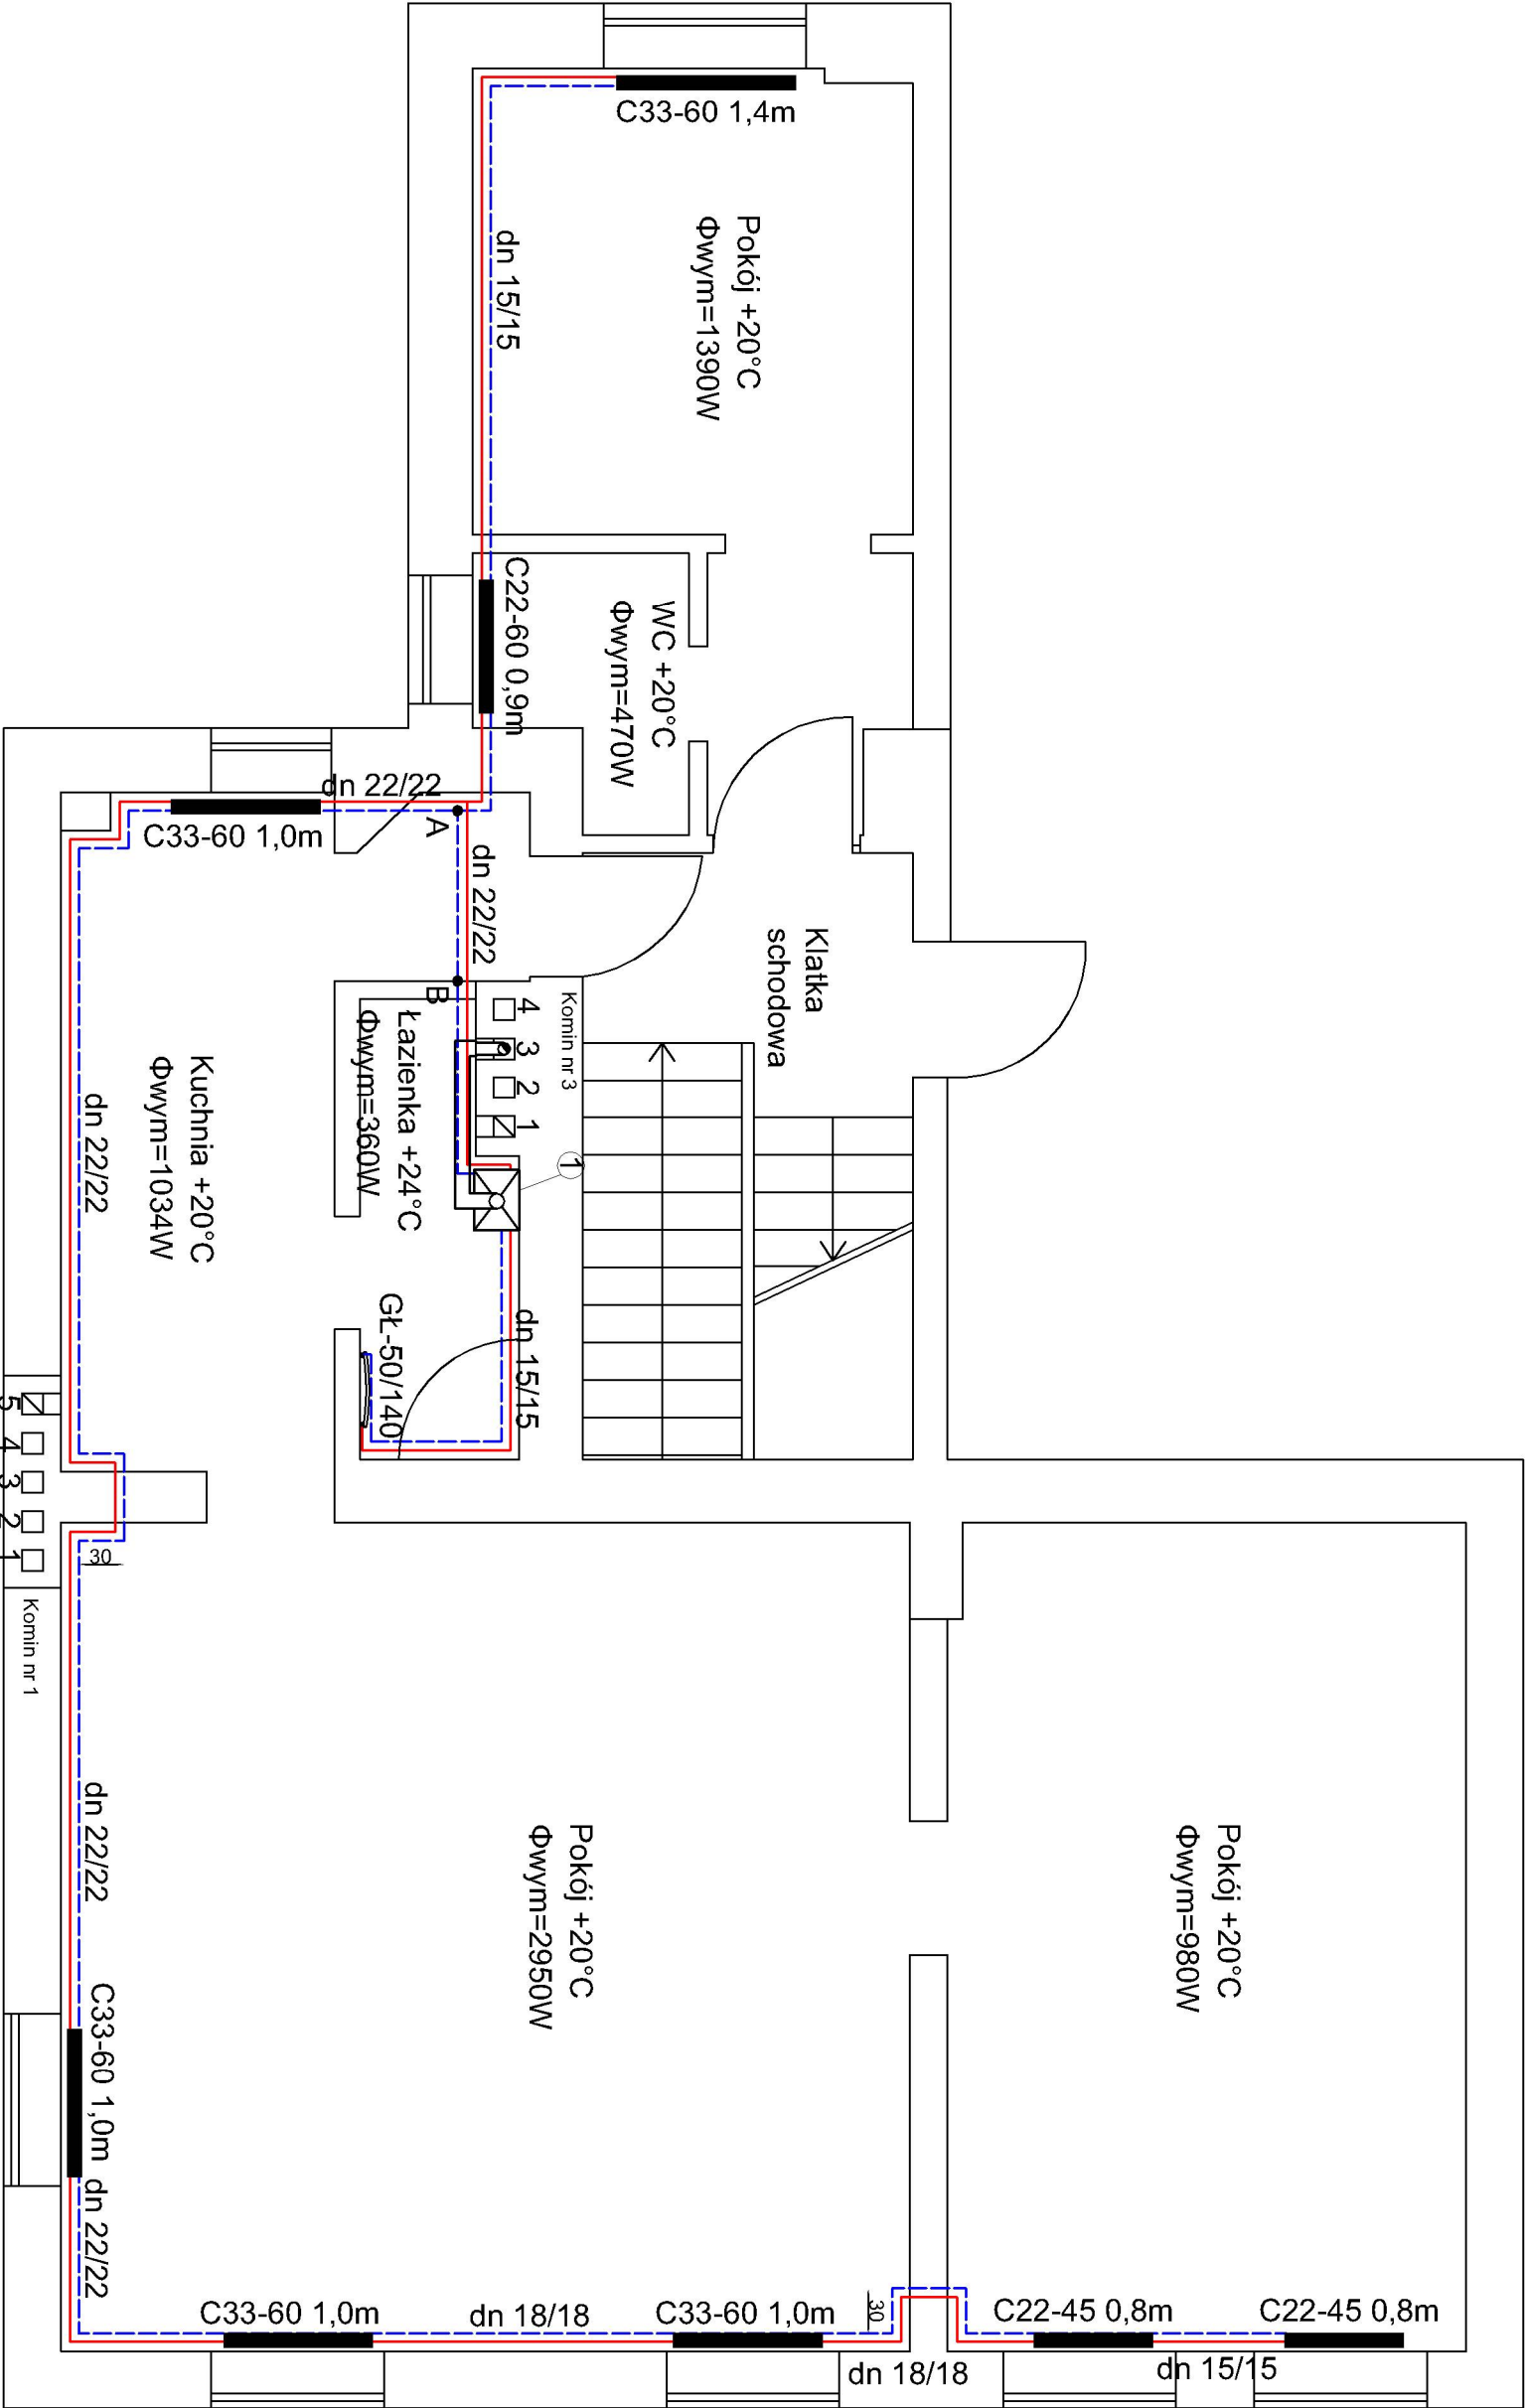 C33-60 1,4m
Pokój +20°C
Φwym=1390W
dn 15/15
C22-60 0,9m
WC +20°C
Φwym=470W
dn 22/22
C33-60 1,0m
A
dn 22/22
B
Klatka
schodowa
Komin nr 3
4
3
2
1
1
Łazienka +24°C
Φwym=360W
Kuchnia +20°C
Φwym=1034W
dn 22/22
GŁ-50/140
dn 15/15
5
4
3
2
1
30
Komin nr 1
dn 22/22
Pokój +20°C
Φwym=2950W
Pokój +20°C
Φwym=980W
C33-60 1,0m
dn 22/22
C33-60 1,0m
dn 18/18
C33-60 1,0m
30
dn 18/18
C22-45 0,8m
dn 15/15
C22-45 0,8m